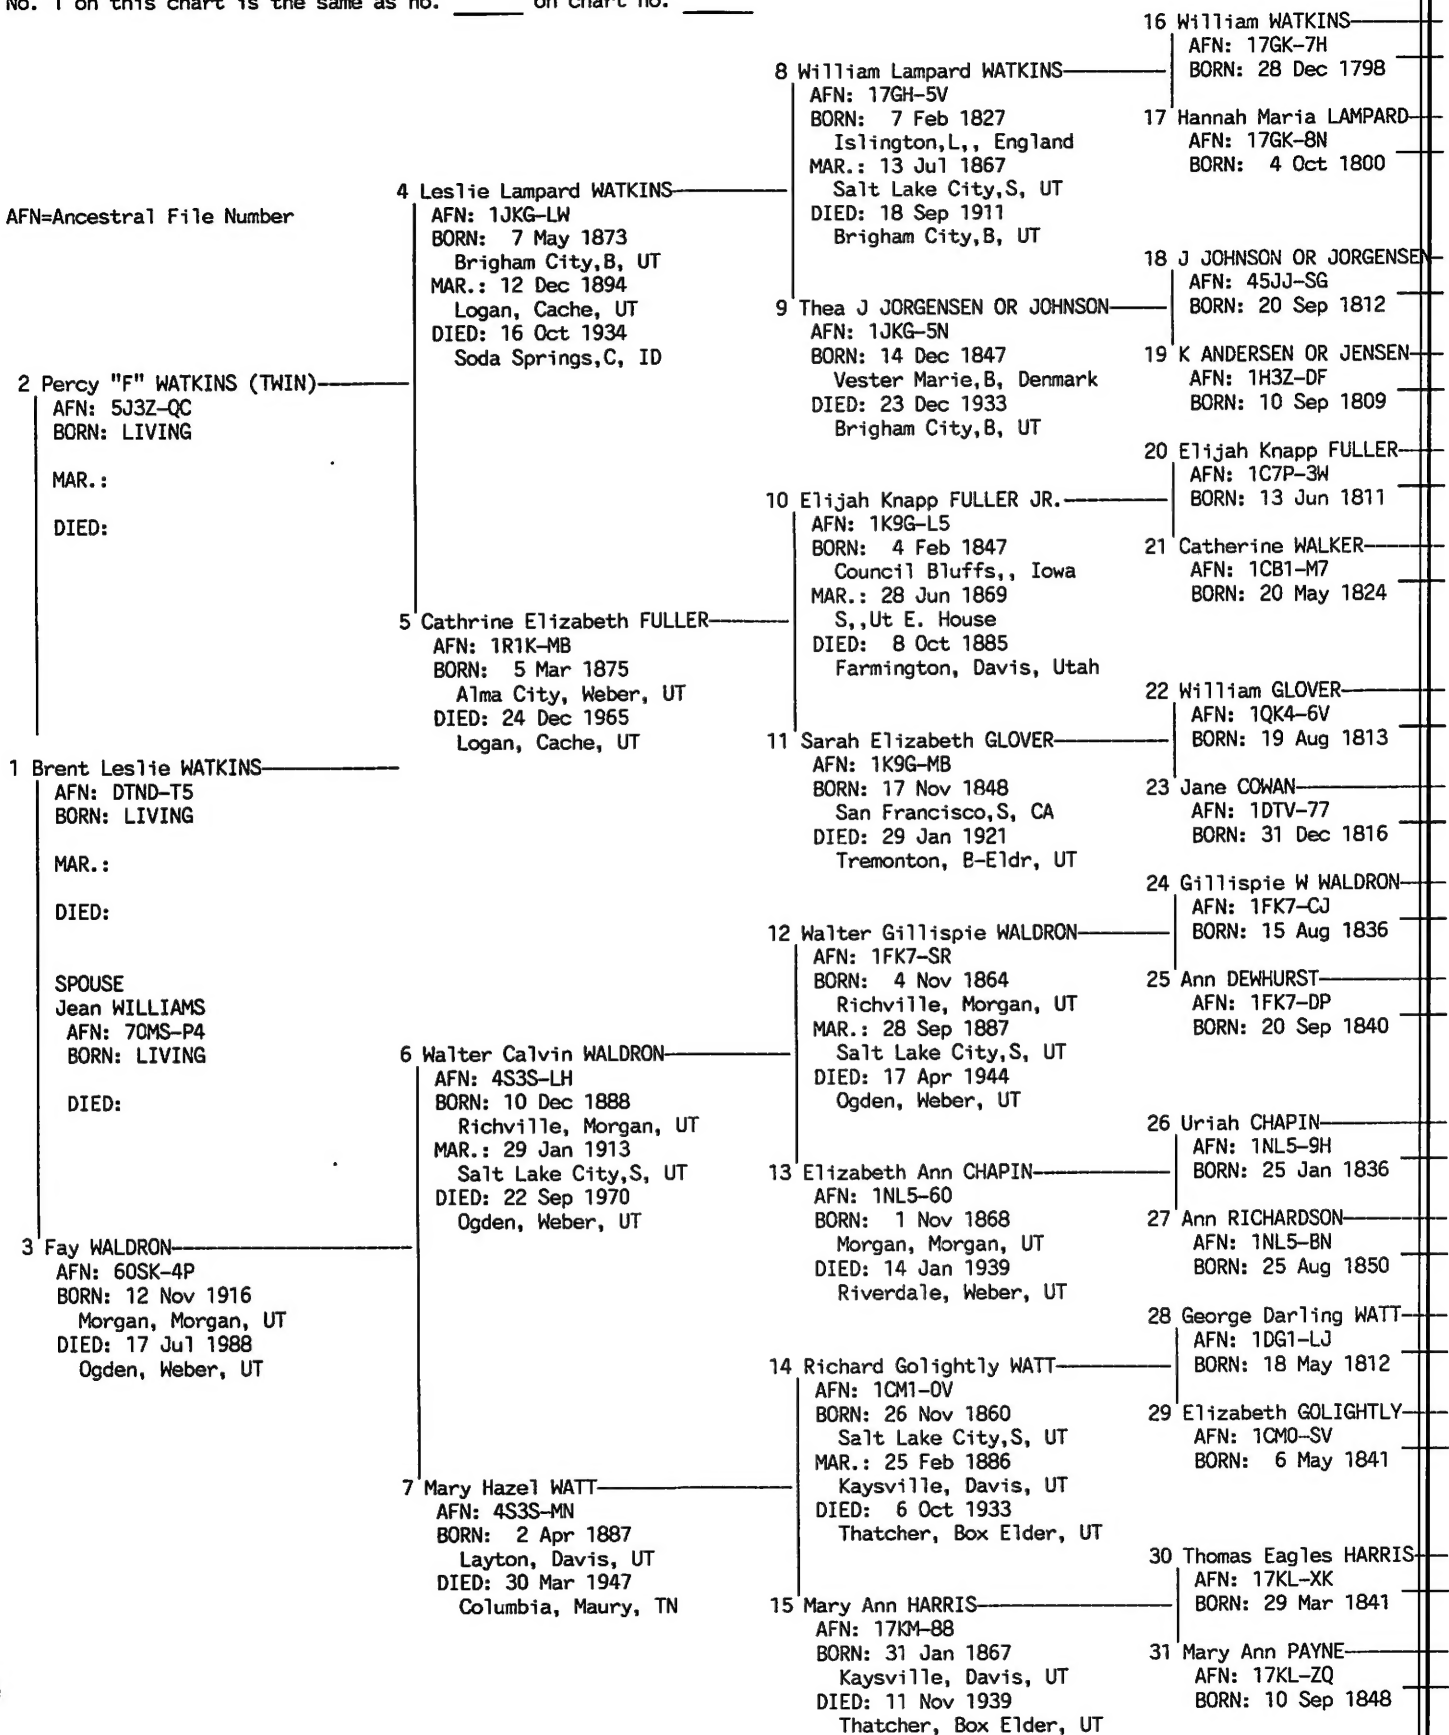 No. 1 on this chart is the same as no. ______ on chart no. ______
AFN=Ancestral File Number
2 Percy "F" WATKINS (TWIN)
AFN: 5J3Z-QC
BORN: LIVING
MAR.:
DIED:
1 Brent Leslie WATKINS
AFN: DTND-T5
BORN: LIVING
MAR.:
DIED:
SPOUSE
Jean WILLIAMS
AFN: 70MS-P4
BORN: LIVING
DIED:
3 Fay WALDRON
AFN: 60SK-4P
BORN: 12 Nov 1916
Morgan, Morgan, UT
DIED: 17 Jul 1988
Ogden, Weber, UT
4 Leslie Lampard WATKINS
AFN: 1JKG-LW
BORN: 7 May 1873
Brigham City,B, UT
MAR.: 12 Dec 1894
Logan, Cache, UT
DIED: 16 Oct 1934
Soda Springs,C, ID
5 Cathrine Elizabeth FULLER
AFN: 1R1K-MB
BORN: 5 Mar 1875
Alma City, Weber, UT
DIED: 24 Dec 1965
Logan, Cache, UT
6 Walter Calvin WALDRON
AFN: 4S3S-LH
BORN: 10 Dec 1888
Richville, Morgan, UT
MAR.: 29 Jan 1913
Salt Lake City,S, UT
DIED: 22 Sep 1970
Ogden, Weber, UT
7 Mary Hazel WATT
AFN: 4S3S-MN
BORN: 2 Apr 1887
Layton, Davis, UT
DIED: 30 Mar 1947
Columbia, Maury, TN
8 William Lampard WATKINS
AFN: 17GH-5V
BORN: 7 Feb 1827
Islington,L,, England
MAR.: 13 Jul 1867
Salt Lake City,S, UT
DIED: 18 Sep 1911
Brigham City,B, UT
9 Thea J JORGENSEN OR JOHNSON
AFN: 1JKG-5N
BORN: 14 Dec 1847
Vester Marie,B, Denmark
DIED: 23 Dec 1933
Brigham City,B, UT
10 Elijah Knapp FULLER JR.
AFN: 1K9G-L5
BORN: 4 Feb 1847
Council Bluffs,, Iowa
MAR.: 28 Jun 1869
S,,Ut E. House
DIED: 8 Oct 1885
Farmington, Davis, Utah
11 Sarah Elizabeth GLOVER
AFN: 1K9G-MB
BORN: 17 Nov 1848
San Francisco,S, CA
DIED: 29 Jan 1921
Tremonton, B-Eldr, UT
12 Walter Gillispie WALDRON
AFN: 1FK7-SR
BORN: 4 Nov 1864
Richville, Morgan, UT
MAR.: 28 Sep 1887
Salt Lake City,S, UT
DIED: 17 Apr 1944
Ogden, Weber, UT
13 Elizabeth Ann CHAPIN
AFN: 1NL5-60
BORN: 1 Nov 1868
Morgan, Morgan, UT
DIED: 14 Jan 1939
Riverdale, Weber, UT
14 Richard Golightly WATT
AFN: 1CM1-0V
BORN: 26 Nov 1860
Salt Lake City,S, UT
MAR.: 25 Feb 1886
Kaysville, Davis, UT
DIED: 6 Oct 1933
Thatcher, Box Elder, UT
15 Mary Ann HARRIS
AFN: 17KM-88
BORN: 31 Jan 1867
Kaysville, Davis, UT
DIED: 11 Nov 1939
Thatcher, Box Elder, UT
16 William WATKINS
AFN: 17GK-7H
BORN: 28 Dec 1798
17 Hannah Maria LAMPARD
AFN: 17GK-8N
BORN: 4 Oct 1800
18 J JOHNSON OR JORGENSEN
AFN: 45JJ-SG
BORN: 20 Sep 1812
19 K ANDERSEN OR JENSEN
AFN: 1H3Z-DF
BORN: 10 Sep 1809
20 Elijah Knapp FULLER
AFN: 1C7P-3W
BORN: 13 Jun 1811
21 Catherine WALKER
AFN: 1CB1-M7
BORN: 20 May 1824
22 William GLOVER
AFN: 1QK4-6V
BORN: 19 Aug 1813
23 Jane COWAN
AFN: 1DTV-77
BORN: 31 Dec 1816
24 Gillispie W WALDRON
AFN: 1FK7-CJ
BORN: 15 Aug 1836
25 Ann DEWHURST
AFN: 1FK7-DP
BORN: 20 Sep 1840
26 Uriah CHAPIN
AFN: 1NL5-9H
BORN: 25 Jan 1836
27 Ann RICHARDSON
AFN: 1NL5-BN
BORN: 25 Aug 1850
28 George Darling WATT
AFN: 1DG1-LJ
BORN: 18 May 1812
29 Elizabeth GOLIGHTLY
AFN: 1CM0-SV
BORN: 6 May 1841
30 Thomas Eagles HARRIS
AFN: 17KL-XK
BORN: 29 Mar 1841
31 Mary Ann PAYNE
AFN: 17KL-ZQ
BORN: 10 Sep 1848